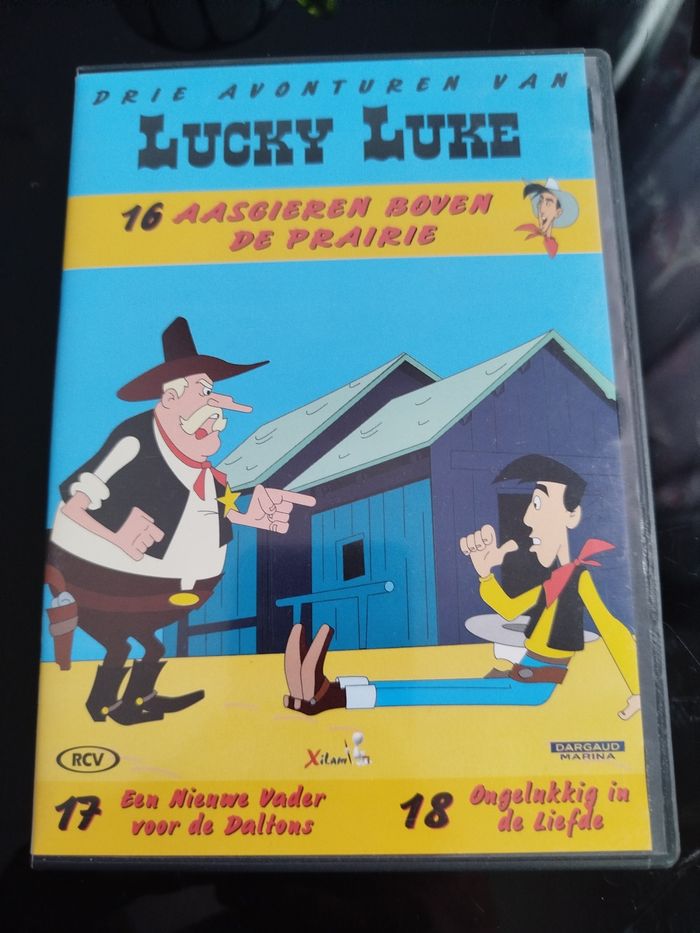 DRIE AVONTUREN VAN
LUCKY LUKE
16 AASGIEREN BOVEN
DE PRAIRIE
RCV
Xilam
DARGAUD
MARINA
17 Een Nieuwe Vader
voor de Daltons
18 Ongelukkig in
de Liefde